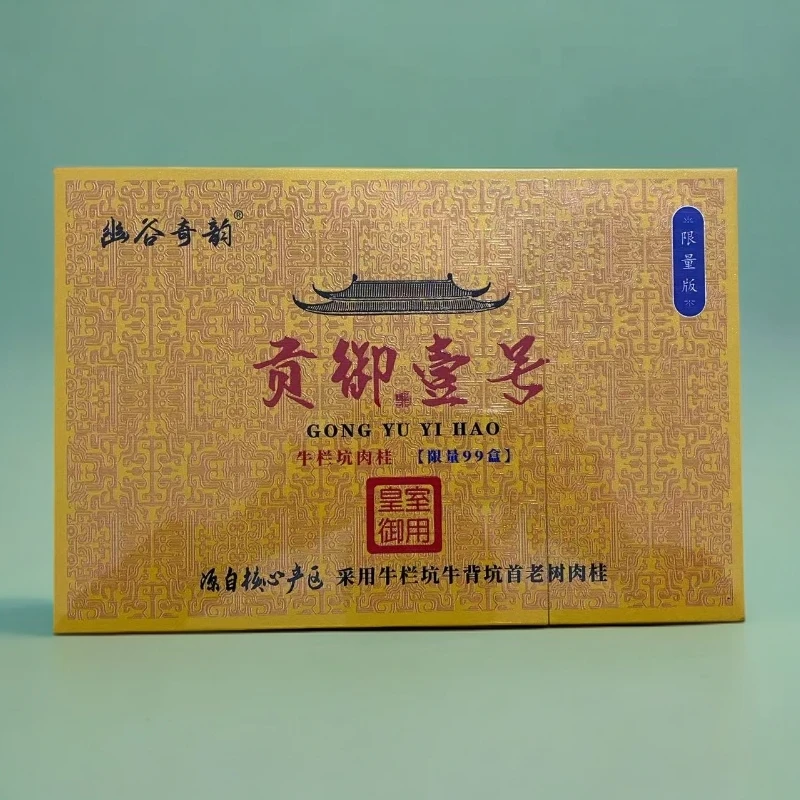 幽谷奇韵®
限量版
贡御壹号
GONG YU YI HAO
牛栏坑肉桂 【限量99盒】
皇室
御用
源自核心产区 采用牛栏坑牛背坑首老树肉桂